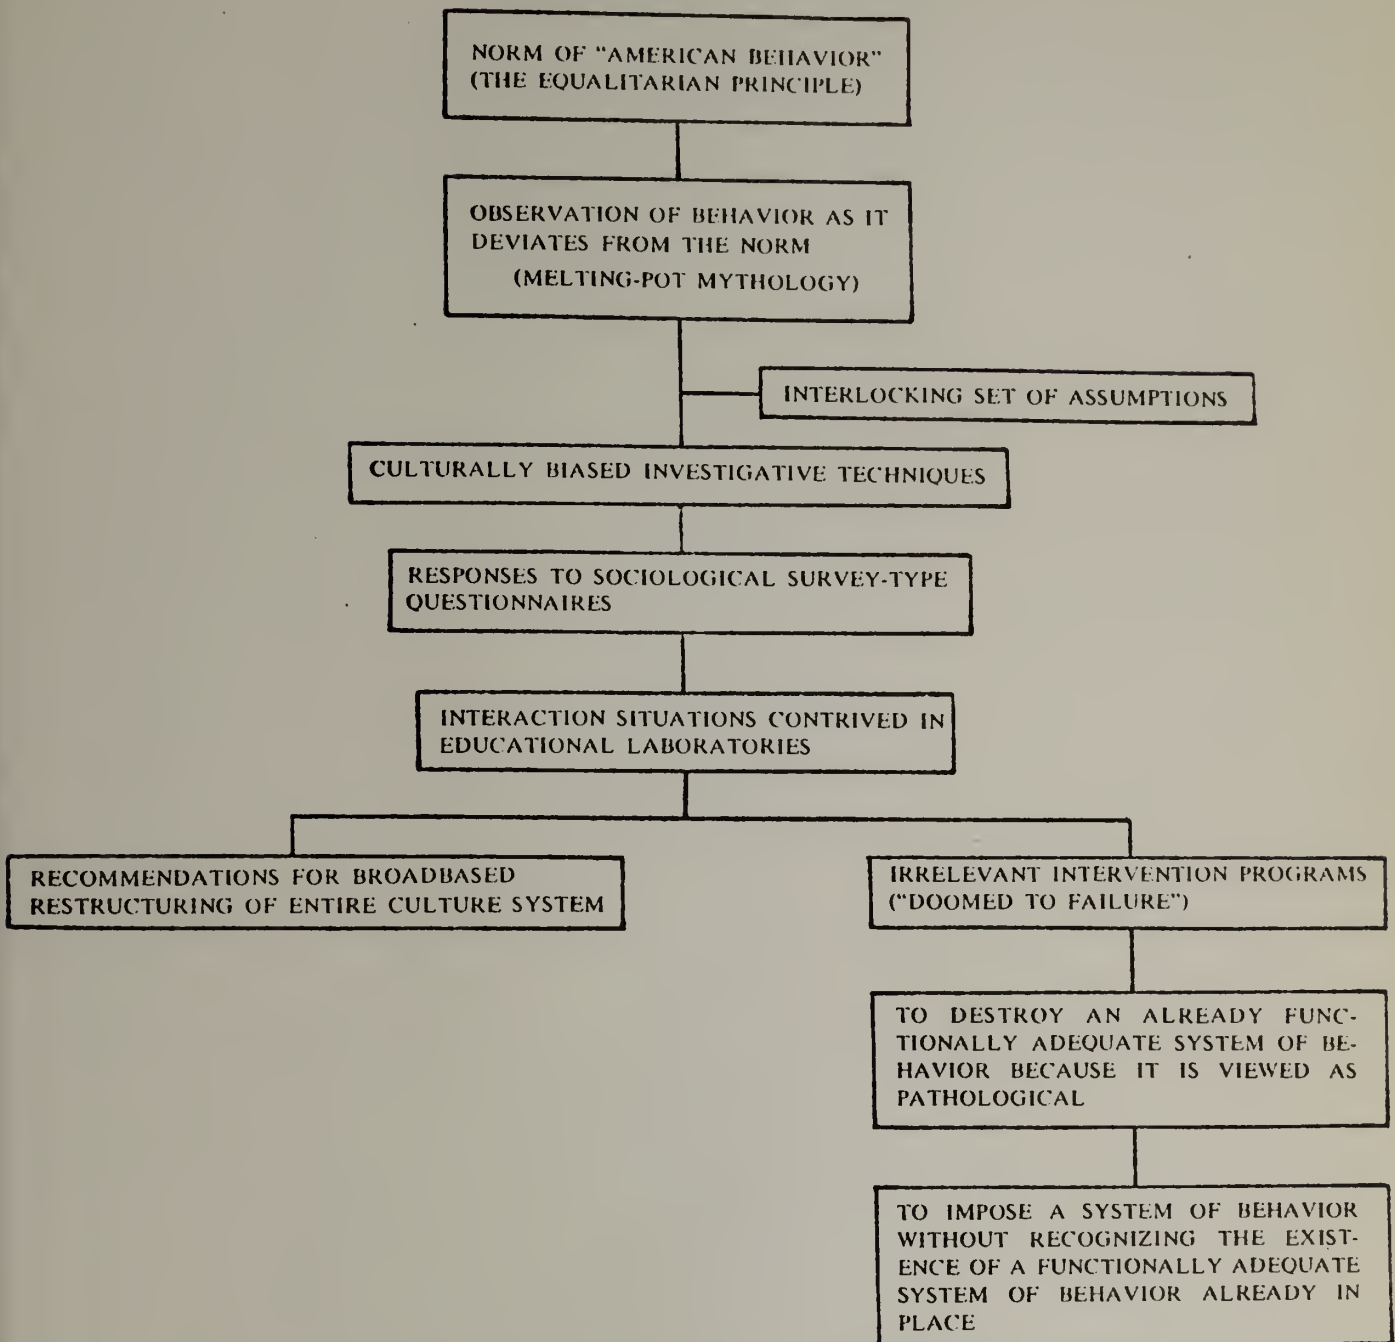 NORM OF "AMERICAN BEHAVIOR"
(THE EQUALITARIAN PRINCIPLE)
OBSERVATION OF BEHAVIOR AS IT
DEVIATES FROM THE NORM
(MELTING-POT MYTHOLOGY)
INTERLOCKING SET OF ASSUMPTIONS
CULTURALLY BIASED INVESTIGATIVE TECHNIQUES
RESPONSES TO SOCIOLOGICAL SURVEY-TYPE
QUESTIONNAIRES
INTERACTION SITUATIONS CONTRIVED IN
EDUCATIONAL LABORATORIES
RECOMMENDATIONS FOR BROADBASED
RESTRUCTURING OF ENTIRE CULTURE SYSTEM
IRRELEVANT INTERVENTION PROGRAMS
("DOOMED TO FAILURE")
TO DESTROY AN ALREADY FUNC-
TIONALLY ADEQUATE SYSTEM OF BE-
HAVIOR BECAUSE IT IS VIEWED AS
PATHOLOGICAL
TO IMPOSE A SYSTEM OF BEHAVIOR
WITHOUT RECOGNIZING THE EXIST-
ENCE OF A FUNCTIONALLY ADEQUATE
SYSTEM OF BEHAVIOR ALREADY IN
PLACE